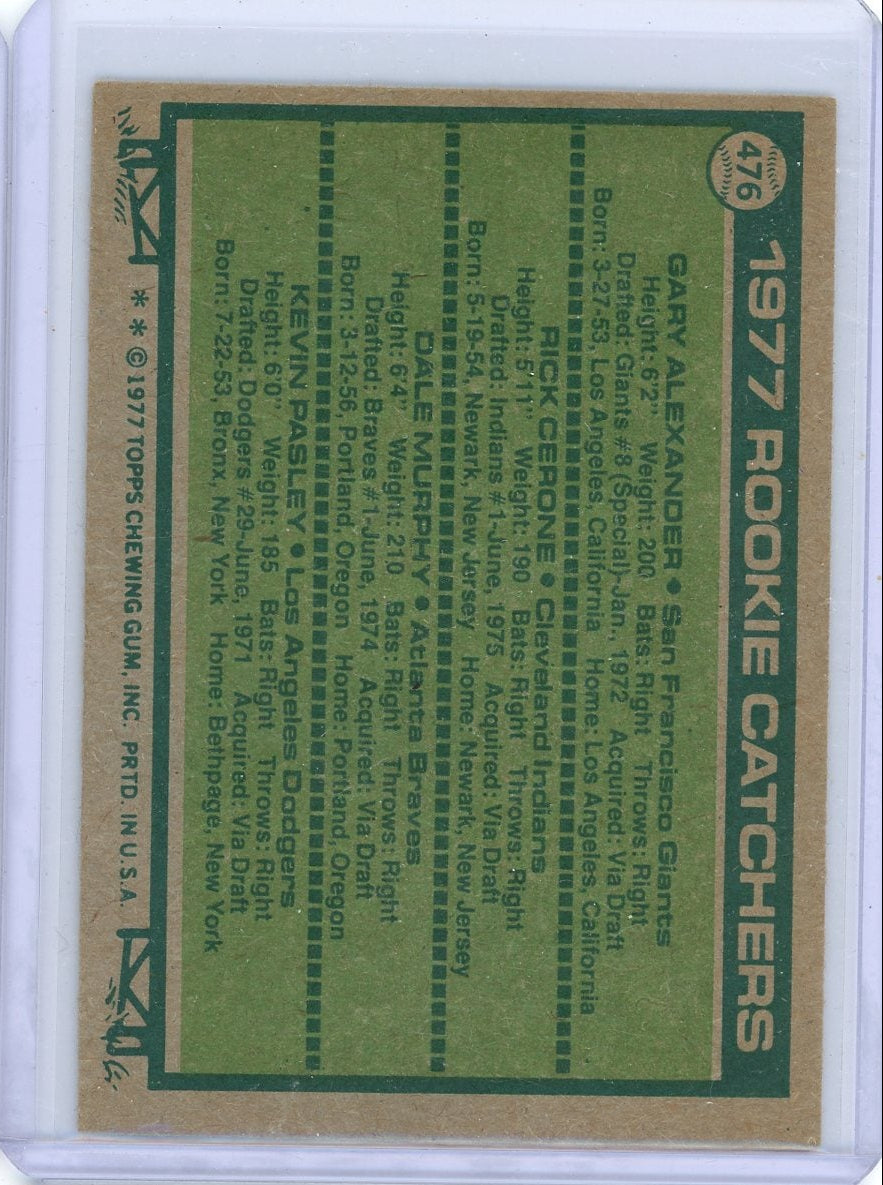 476
1977 ROOKIE CATCHERS
GARY ALEXANDER • San Francisco Giants
Height: 6'2" Weight: 200 Bats: Right Throws: Right
Drafted: Giants #8 (Special)-Jan., 1972 Acquired: Via Draft
Born: 3-27-53, Los Angeles, California Home: Los Angeles, California
RICK CERONE • Cleveland Indians
Height: 5'11" Weight: 190 Bats: Right Throws: Right
Drafted: Indians #1-June, 1975 Acquired: Via Draft
Born: 5-19-54, Newark, New Jersey Home: Newark, New Jersey
DALE MURPHY • Atlanta Braves
Height: 6'4" Weight: 210 Bats: Right Throws: Right
Drafted: Braves #1-June, 1974 Acquired: Via Draft
Born: 3-12-56, Portland, Oregon Home: Portland, Oregon
KEVIN PASLEY • Los Angeles Dodgers
Height: 6'0" Weight: 185 Bats: Right Throws: Right
Drafted: Dodgers #29-June, 1971 Acquired: Via Draft
Born: 7-22-53, Bronx, New York Home: Bethpage, New York
* * © 1977 TOPPS CHEWING GUM, INC. PRTD. IN U.S.A.